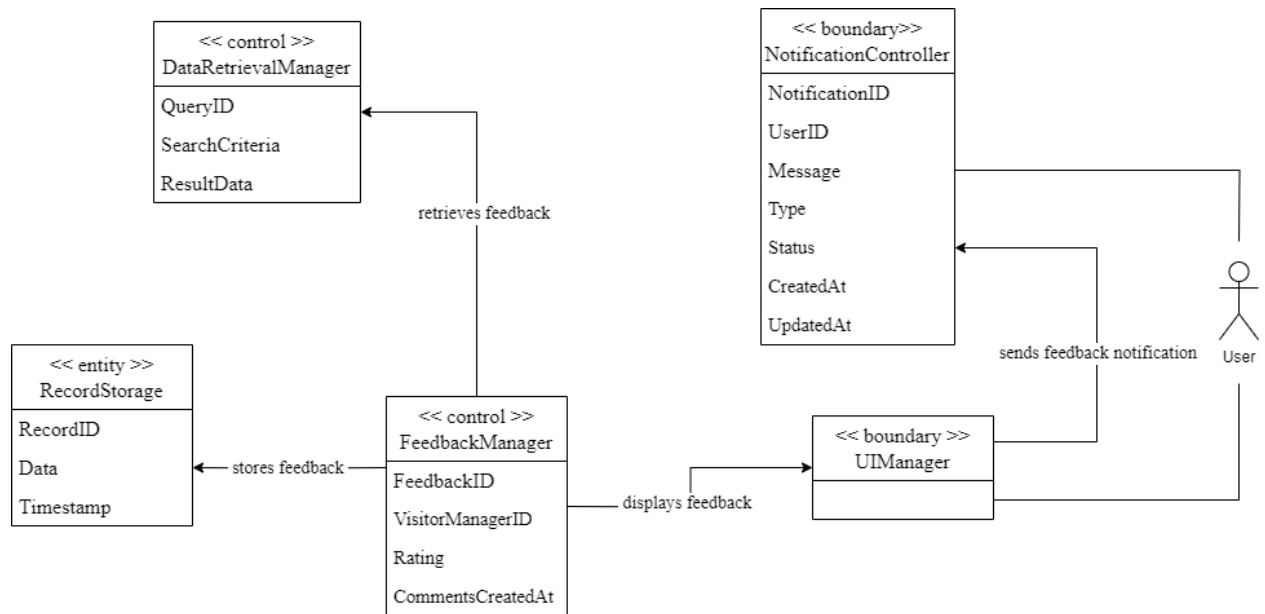 << control >>
DataRetrievalManager
QueryID
SearchCriteria
ResultData
<< boundary>>
NotificationController
NotificationID
UserID
Message
Type
Status
CreatedAt
UpdatedAt
retrieves feedback
User
sends feedback notification
<< entity >>
RecordStorage
RecordID
Data
Timestamp
stores feedback
<< control >>
FeedbackManager
FeedbackID
VisitorManagerID
Rating
CommentsCreatedAt
displays feedback
<< boundary >>
UIManager